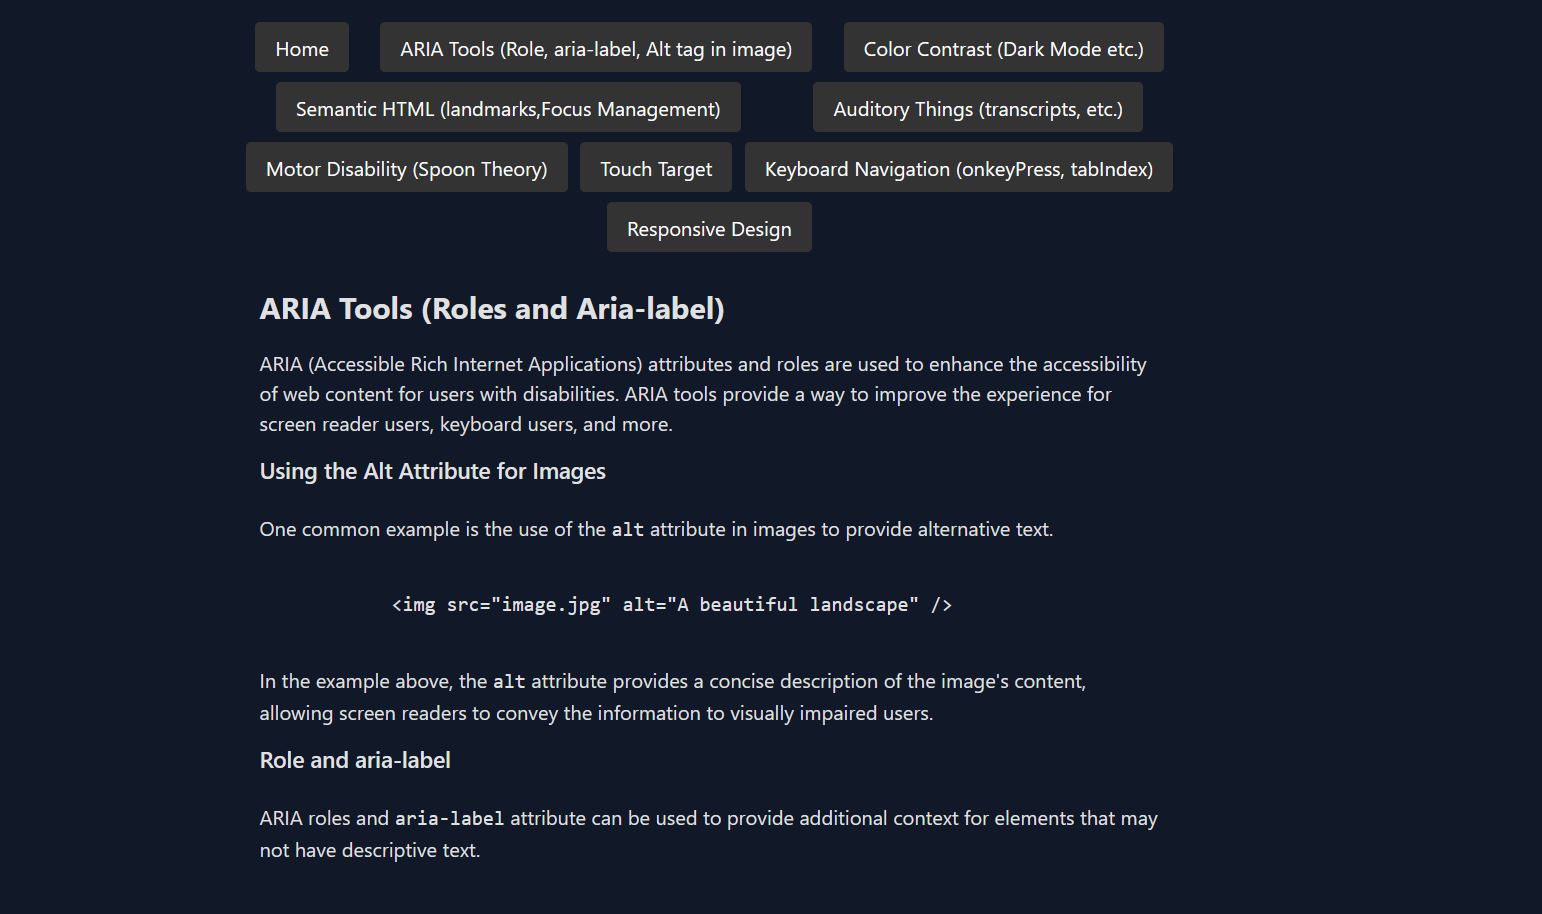 Home
ARIA Tools (Role, aria-label, Alt tag in image)
Color Contrast (Dark Mode etc.)
Semantic HTML (landmarks,Focus Management)
Auditory Things (transcripts, etc.)
Motor Disability (Spoon Theory)
Touch Target
Keyboard Navigation (onkeyPress, tabIndex)
Responsive Design
ARIA Tools (Roles and Aria-label)
ARIA (Accessible Rich Internet Applications) attributes and roles are used to enhance the accessibility
of web content for users with disabilities. ARIA tools provide a way to improve the experience for
screen reader users, keyboard users, and more.
Using the Alt Attribute for Images
One common example is the use of the alt attribute in images to provide alternative text.
<img src="image.jpg" alt="A beautiful landscape" />
In the example above, the alt attribute provides a concise description of the image's content,
allowing screen readers to convey the information to visually impaired users.
Role and aria-label
ARIA roles and aria-label attribute can be used to provide additional context for elements that may
not have descriptive text.